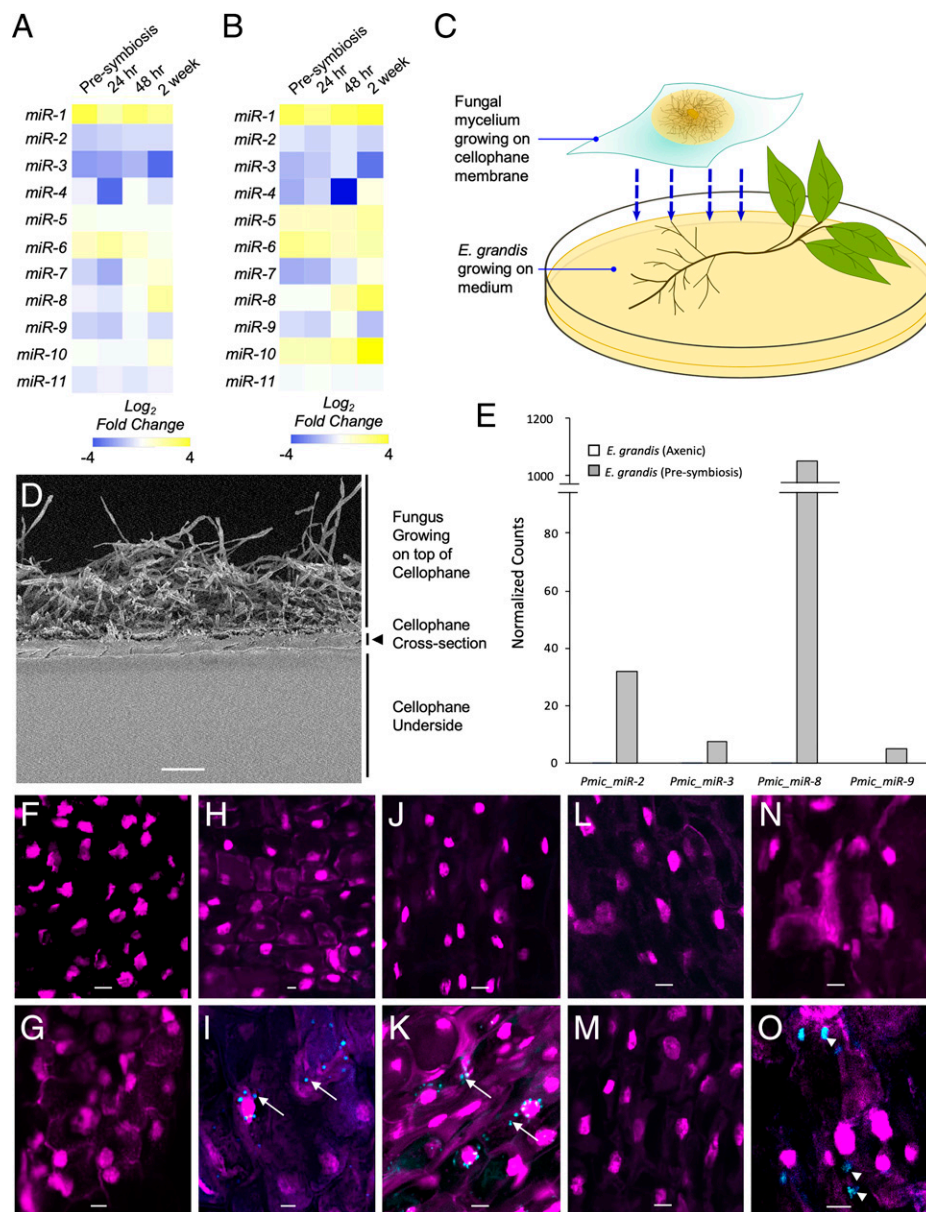 A
B
C
Pre-symbiosis
24 hr
48 hr
2 week
Pre-symbiosis
24 hr
48 hr
2 week
miR-1
miR-2
miR-3
miR-4
miR-5
miR-6
miR-7
miR-8
miR-9
miR-10
miR-11
Log2
Fold Change
-4
4
miR-1
miR-2
miR-3
miR-4
miR-5
miR-6
miR-7
miR-8
miR-9
miR-10
miR-11
Log2
Fold Change
-4
4
Fungal
mycelium
growing on
cellophane
membrane
E. grandis
growing on
medium
D
Fungus
Growing
on top of
Cellophane
Cellophane
Cross-section
Cellophane
Underside
E
Normalized Counts
1200
1000
80
60
40
20
0
E. grandis (Axenic)
E. grandis (Pre-symbiosis)
Pmic_miR-2
Pmic_miR-3
Pmic_miR-8
Pmic_miR-9
F
H
J
L
N
G
I
K
M
O